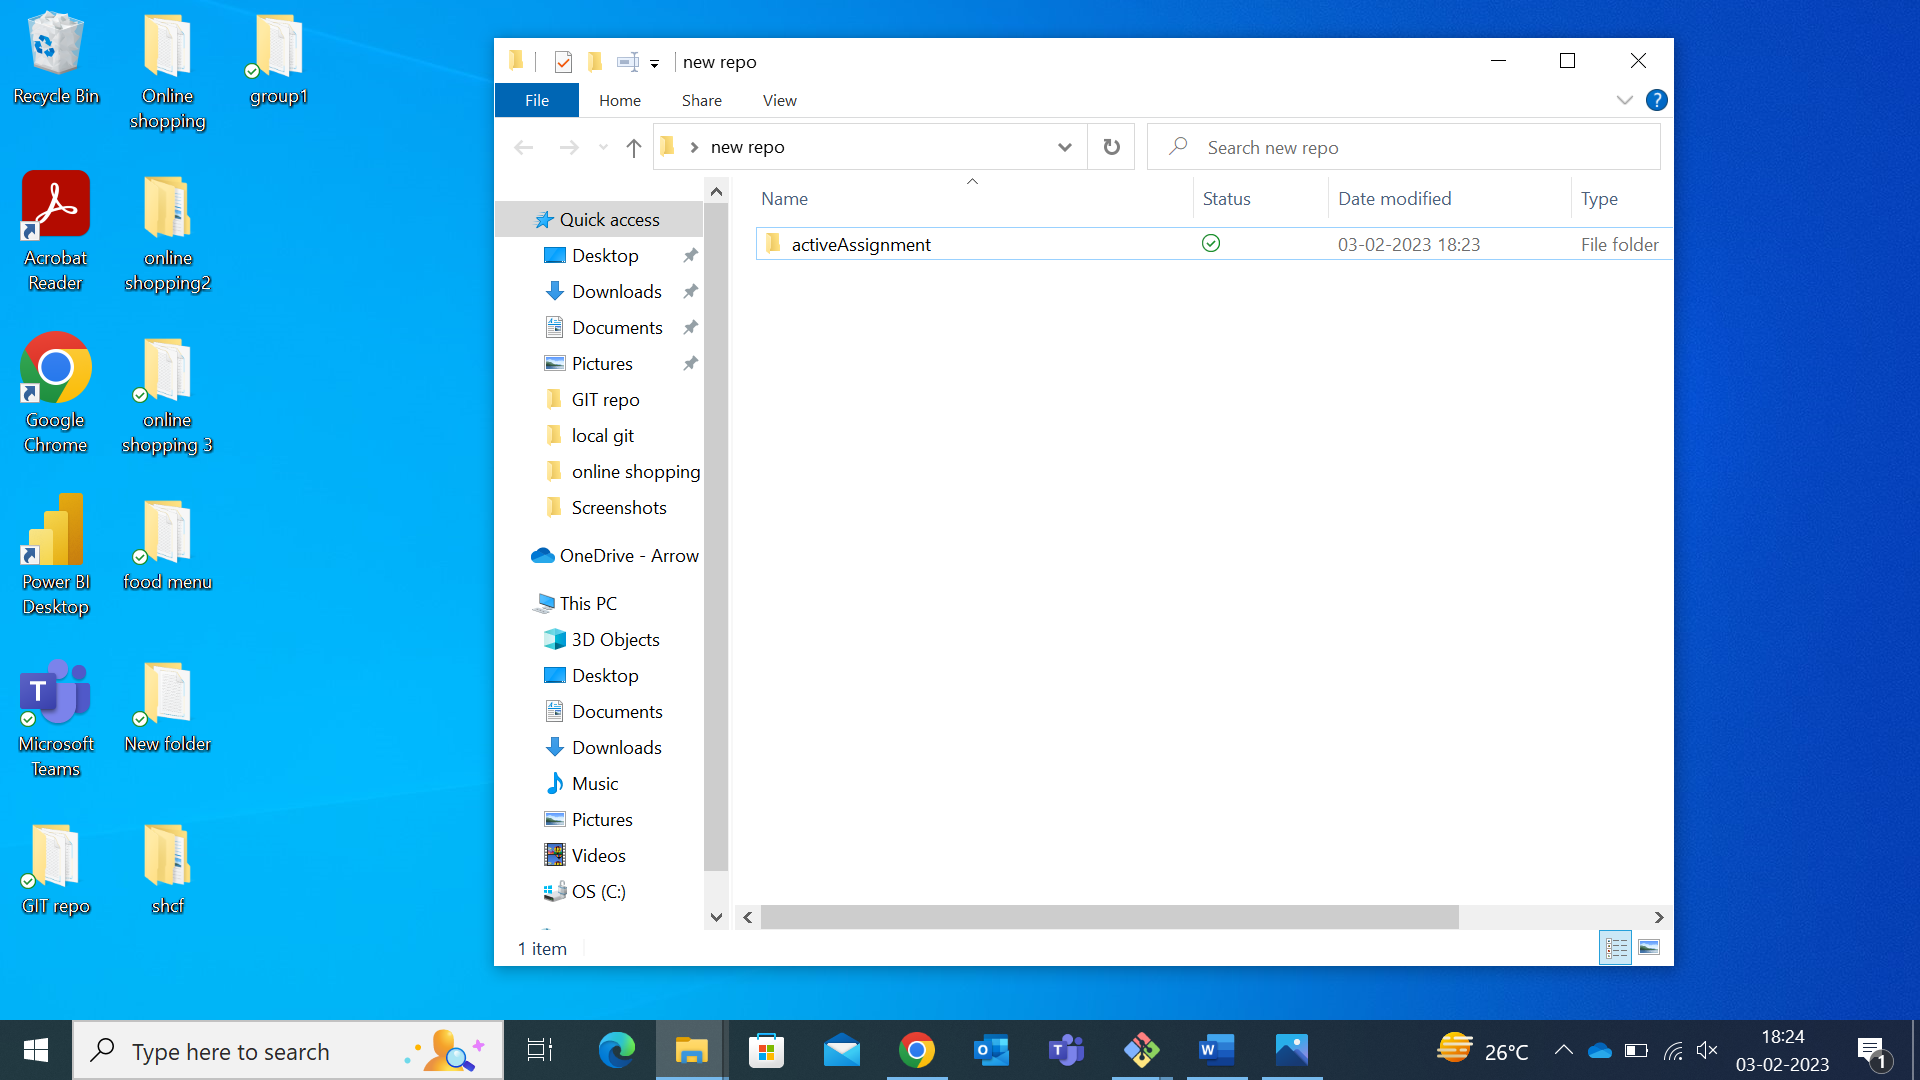 Recycle Bin
Online
shopping
group1
Acrobat
Reader
online
shopping2
Google
Chrome
online
shopping 3
Power BI
Desktop
food menu
T
Microsoft
Teams
New folder
GIT repo
shcf
new repo
File
Home
Share
View
?
new repo
Search new repo
Name
Status
Date modified
Type
activeAssignment
03-02-2023 18:23
File folder
Quick access
Desktop
Downloads
Documents
Pictures
GIT repo
local git
online shopping
Screenshots
OneDrive - Arrow
This PC
3D Objects
Desktop
Documents
Downloads
Music
Pictures
Videos
OS (C:)
1 item
Type here to search
26°C
18:24
03-02-2023
1